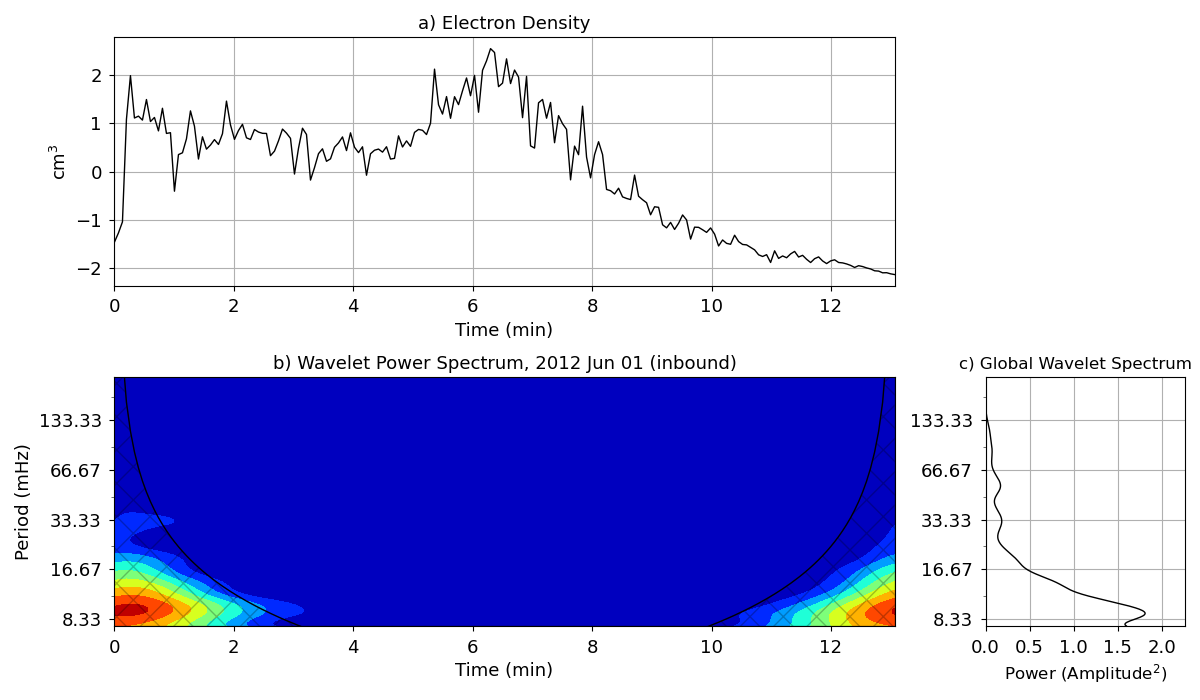 a) Electron Density
2
1
0
−1
−2
cm³
0 2 4 6 8 10 12
Time (min)
b) Wavelet Power Spectrum, 2012 Jun 01 (inbound)
133.33
66.67
33.33
16.67
8.33
Period (mHz)
0 2 4 6 8 10 12
Time (min)
c) Global Wavelet Spectrum
133.33
66.67
33.33
16.67
8.33
0.0 0.5 1.0 1.5 2.0
Power (Amplitude²)